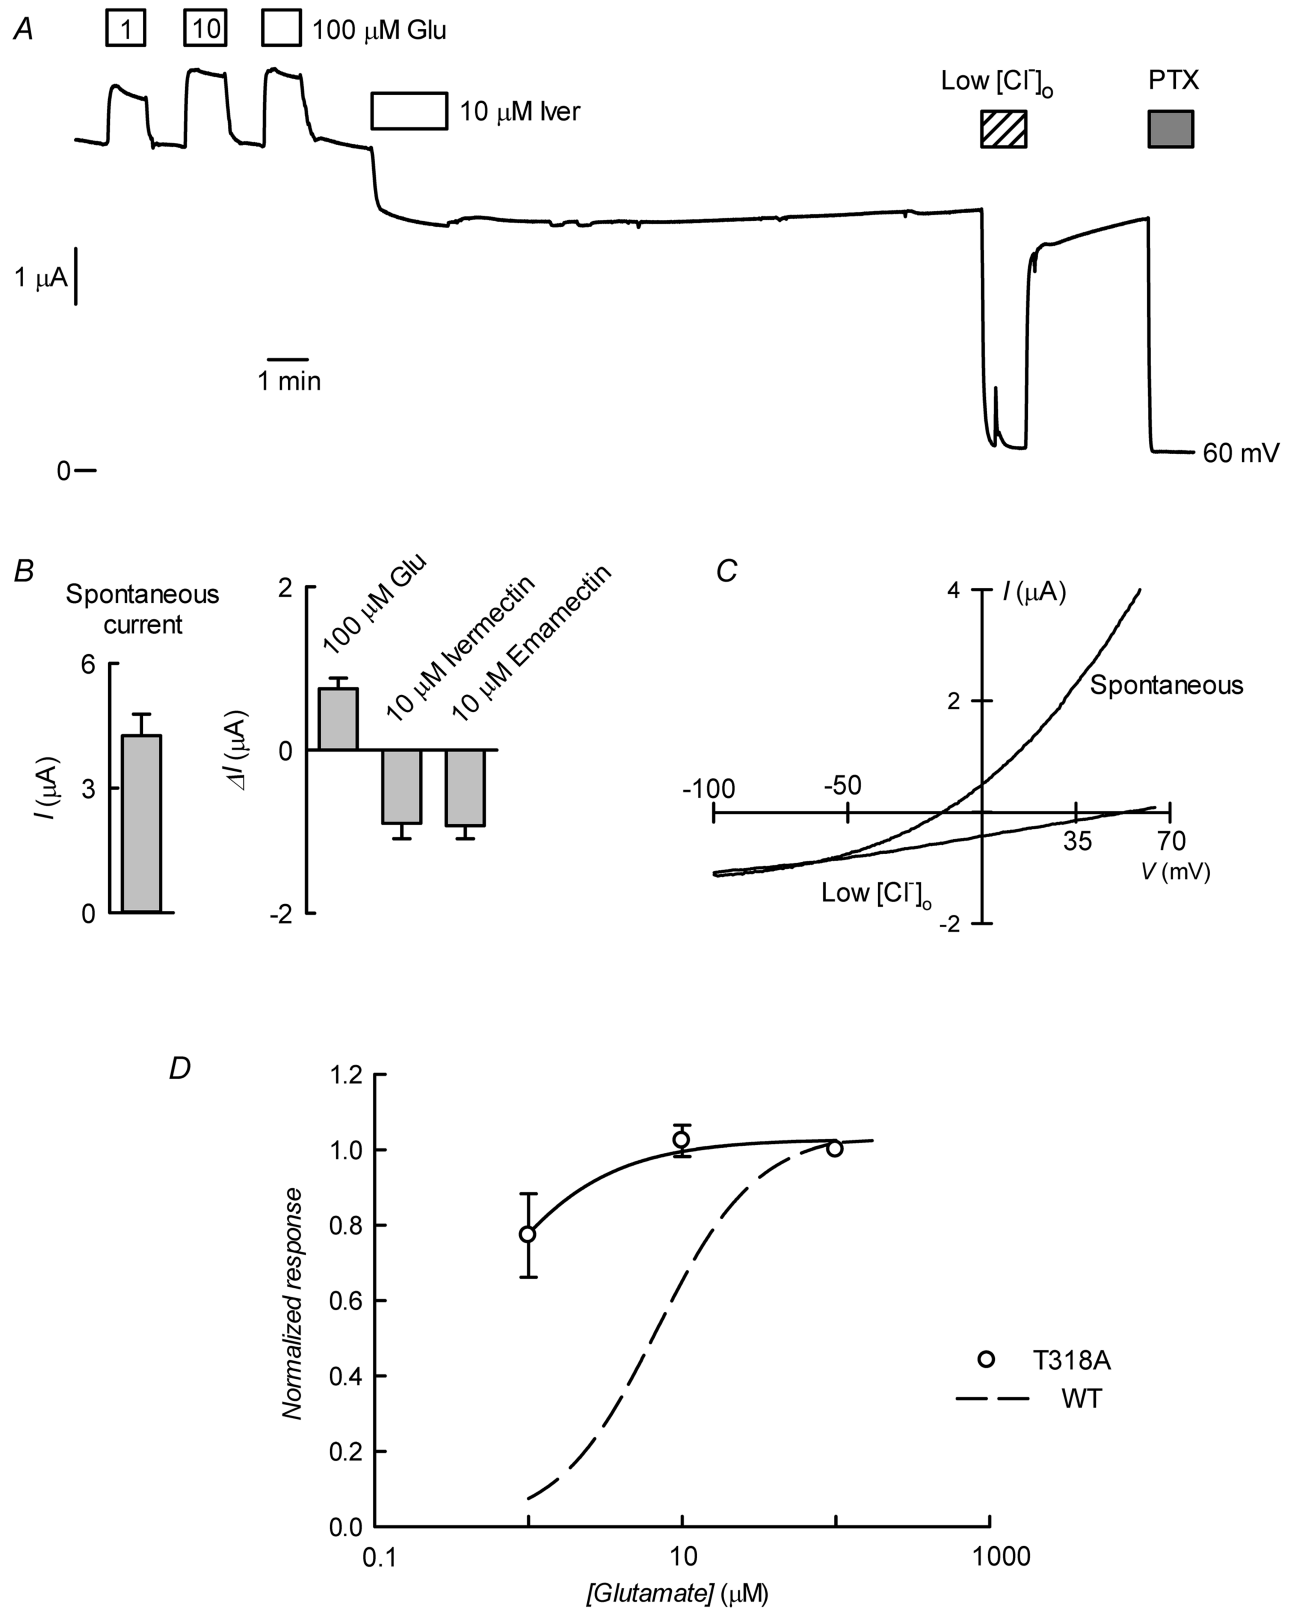 A
1 10 100 μM Glu
10 μM Iver
Low [Cl⁻]ₒ
PTX
1 μA
1 min
0
60 mV
B
Spontaneous
current
6
3
0
I (μA)
100 μM Glu
10 μM Ivermectin
10 μM Emamectin
2
0
-2
ΔI (μA)
C
4
I (μA)
Spontaneous
2
-100
-50
35
70
V (mV)
Low [Cl⁻]ₒ
-2
D
1.2
1.0
0.8
0.6
0.4
0.2
0.0
Normalized response
T318A
WT
0.1
10
1000
[Glutamate] (μM)